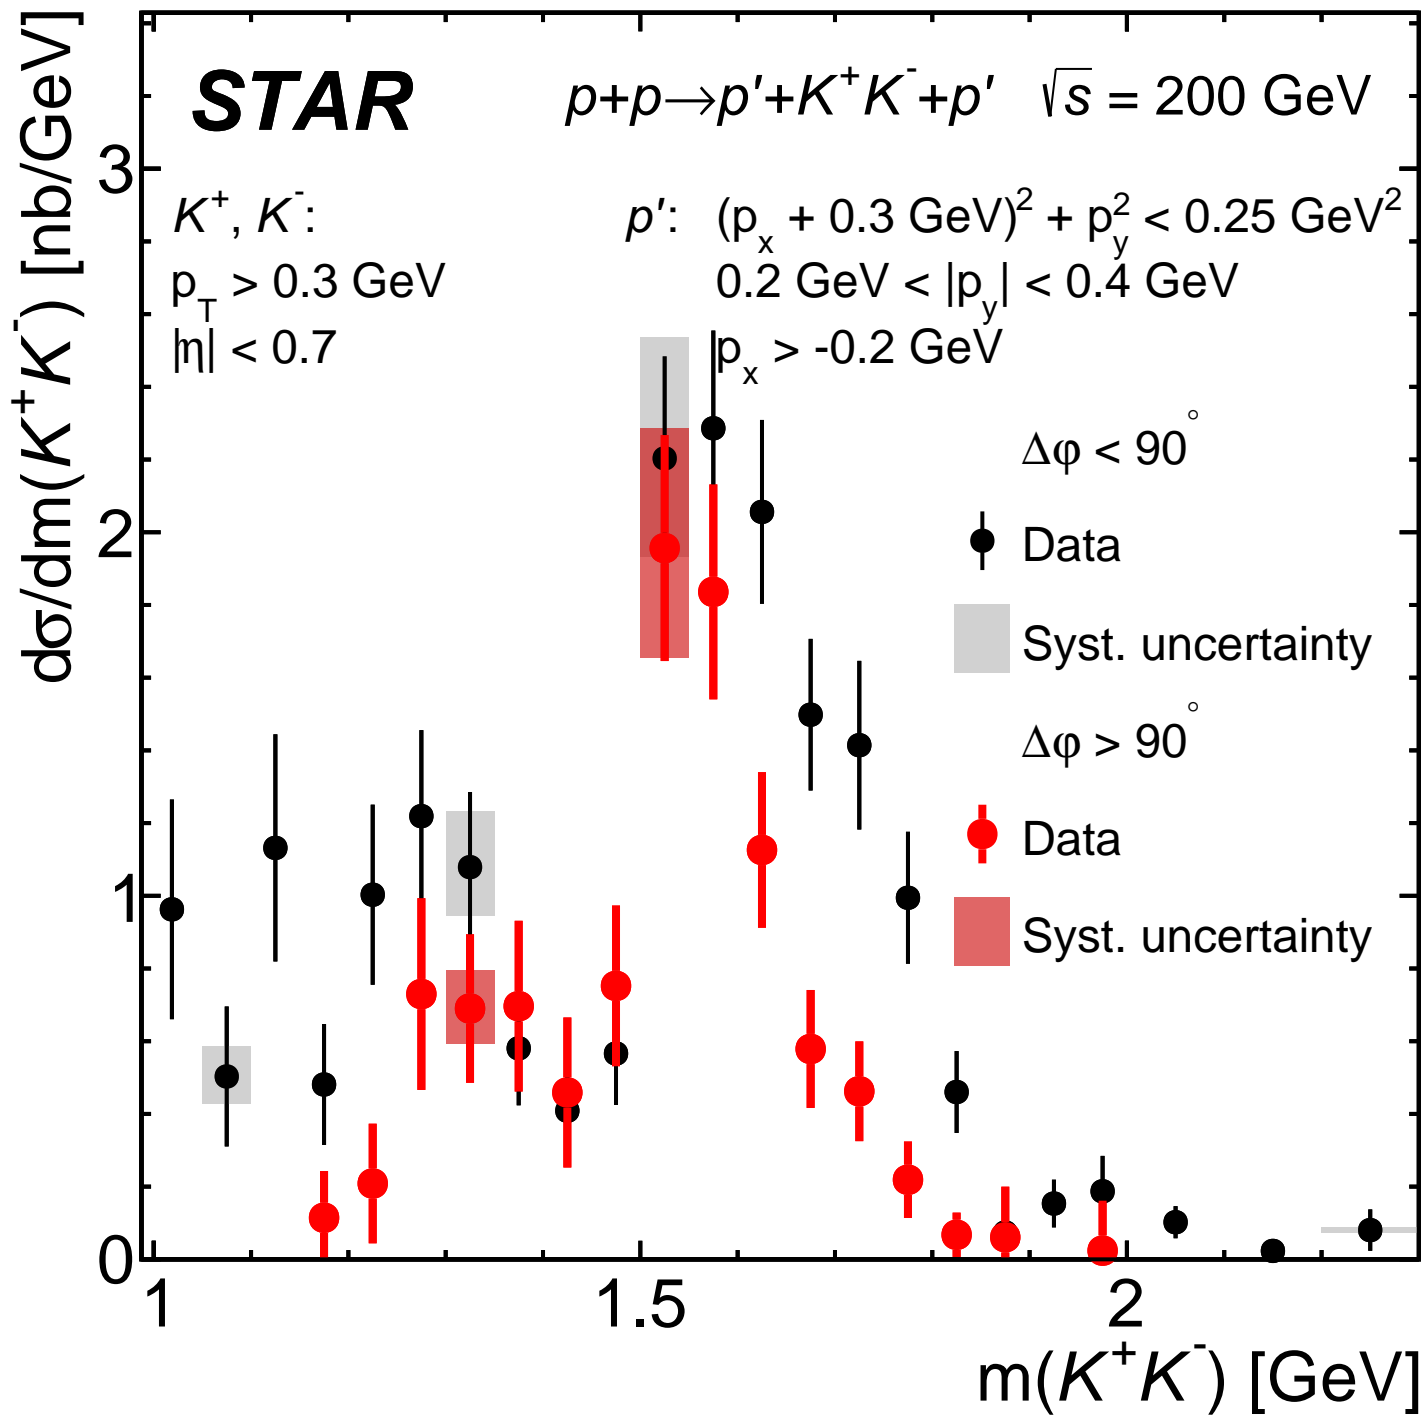 dσ/dm(K⁺K⁻) [nb/GeV]
STAR
p+p→p′+K⁺K⁻+p′ √s = 200 GeV
K⁺, K⁻:
p_T > 0.3 GeV
|η| < 0.7
p′: (p_x + 0.3 GeV)² + p_y² < 0.25 GeV²
0.2 GeV < |p_y| < 0.4 GeV
p_x > -0.2 GeV
Δφ < 90°
Data
Syst. uncertainty
Δφ > 90°
Data
Syst. uncertainty
3
2
1
0
1 1.5 2
m(K⁺K⁻) [GeV]